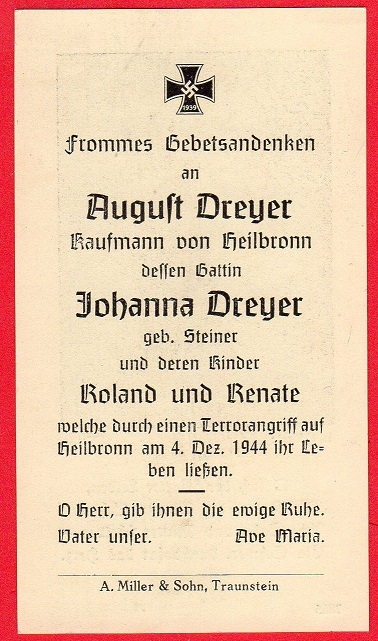 1939
Frommes Gebetsandenken
an
August Dreyer
Kaufmann von Heilbronn
dessen Gattin
Johanna Dreyer
geb. Steiner
und deren Kinder
Roland und Renate
welche durch einen Terrorangriff auf
Heilbronn am 4. Dez. 1944 ihr Le-
ben ließen.
O Herr, gib ihnen die ewige Ruhe.
Vater unser. Ave Maria.
A. Miller & Sohn, Traunstein